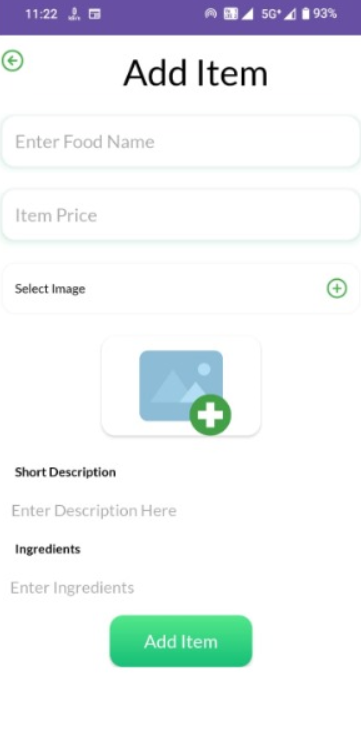 11:22 5G+ 93%
Add Item
Enter Food Name
Item Price
Select Image
Short Description
Enter Description Here
Ingredients
Enter Ingredients
Add Item